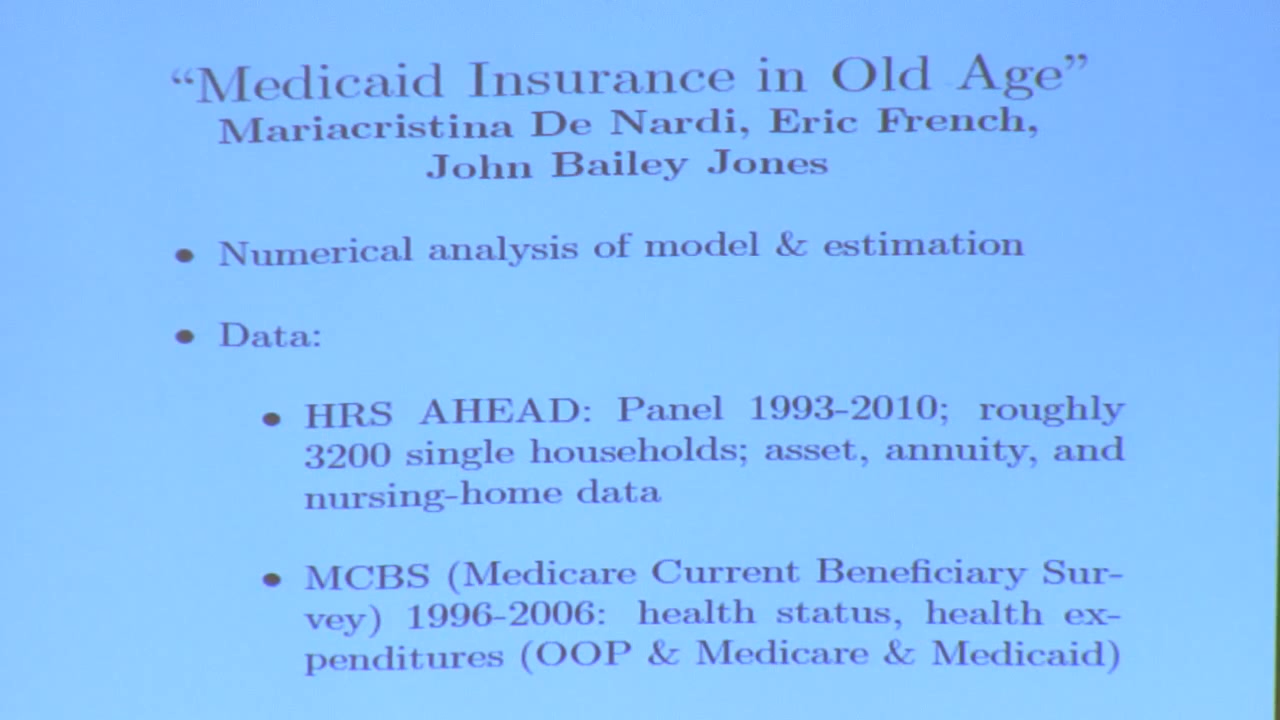 “Medicaid Insurance in Old Age”
Mariacristina De Nardi, Eric French,
John Bailey Jones
• Numerical analysis of model & estimation
• Data:
• HRS AHEAD: Panel 1993-2010; roughly
3200 single households; asset, annuity, and
nursing-home data
• MCBS (Medicare Current Beneficiary Sur-
vey) 1996-2006: health status, health ex-
penditures (OOP & Medicare & Medicaid)